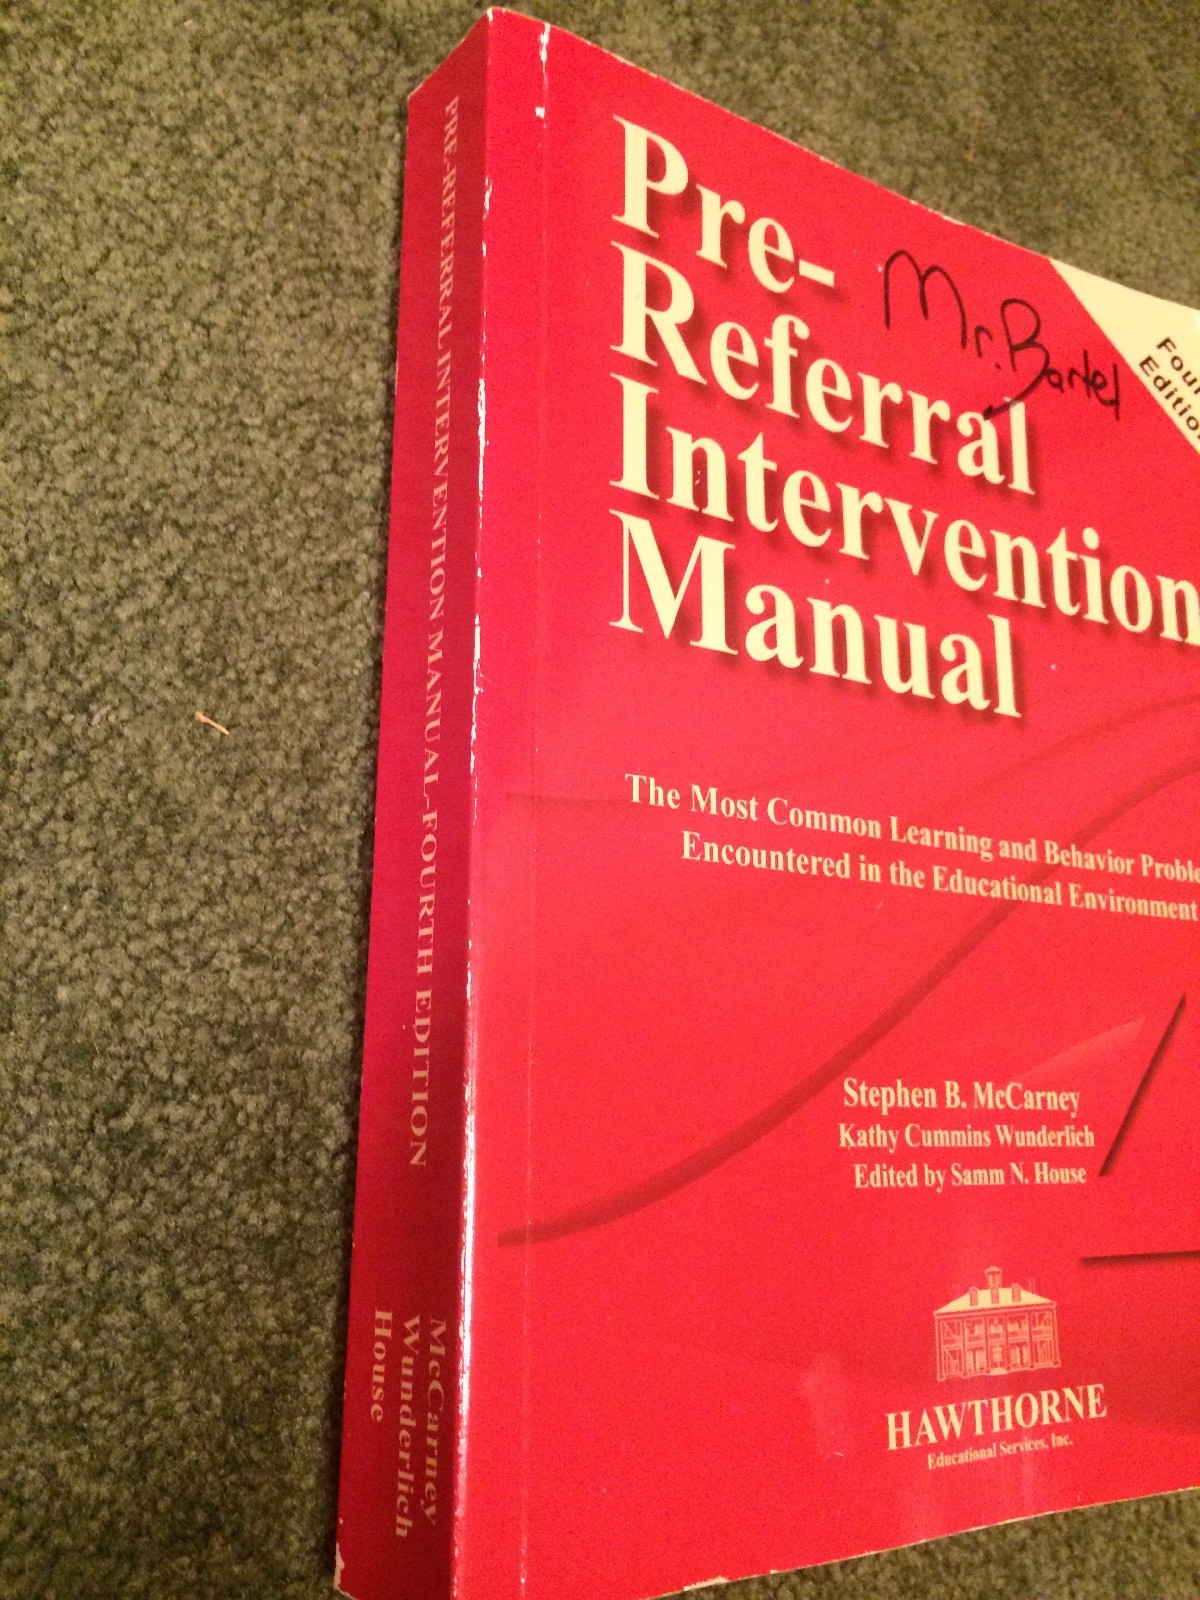 PRE-REFERRAL INTERVENTION MANUAL-FOURTH EDITION
McCarney
Wunderlich
House
Pre-
Referral
Intervention
Manual
Mr. Bartel
Four
Edition
The Most Common Learning and Behavior Proble
Encountered in the Educational Environment
Stephen B. McCarney
Kathy Cummins Wunderlich
Edited by Samm N. House
HAWTHORNE
Educational Services, Inc.